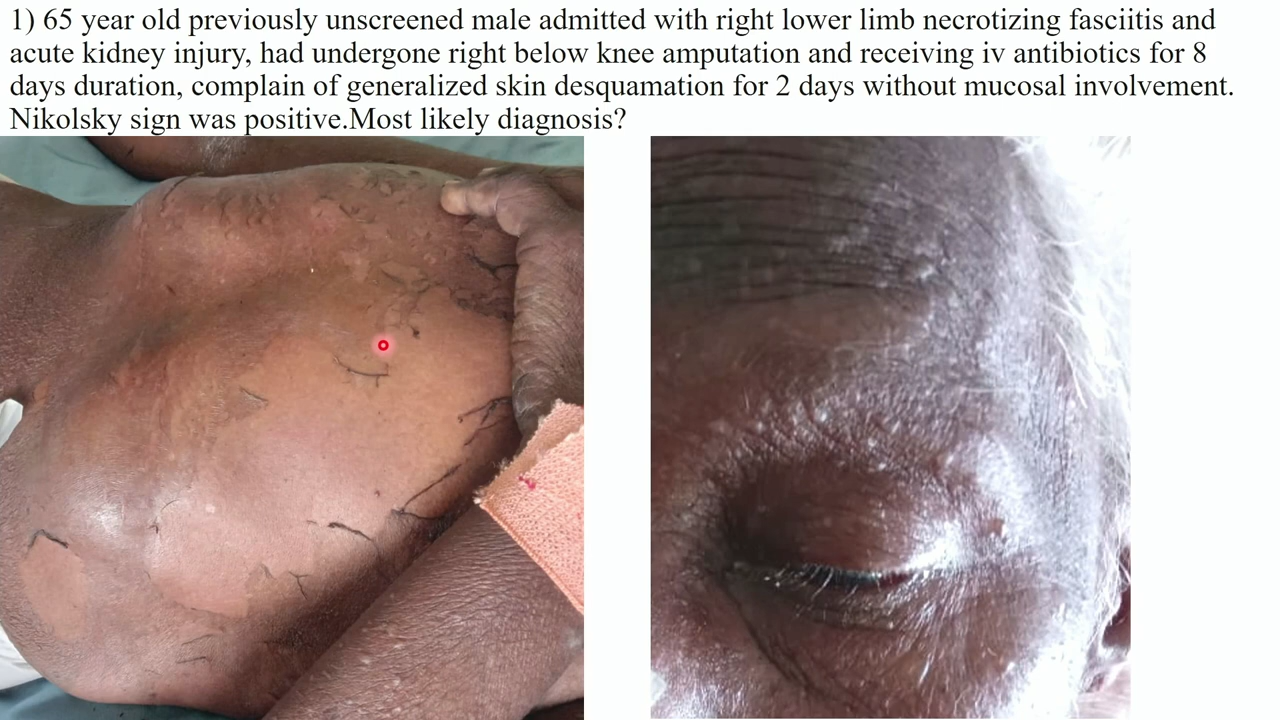 1) 65 year old previously unscreened male admitted with right lower limb necrotizing fasciitis and
acute kidney injury, had undergone right below knee amputation and receiving iv antibiotics for 8
days duration, complain of generalized skin desquamation for 2 days without mucosal involvement.
Nikolsky sign was positive.Most likely diagnosis?